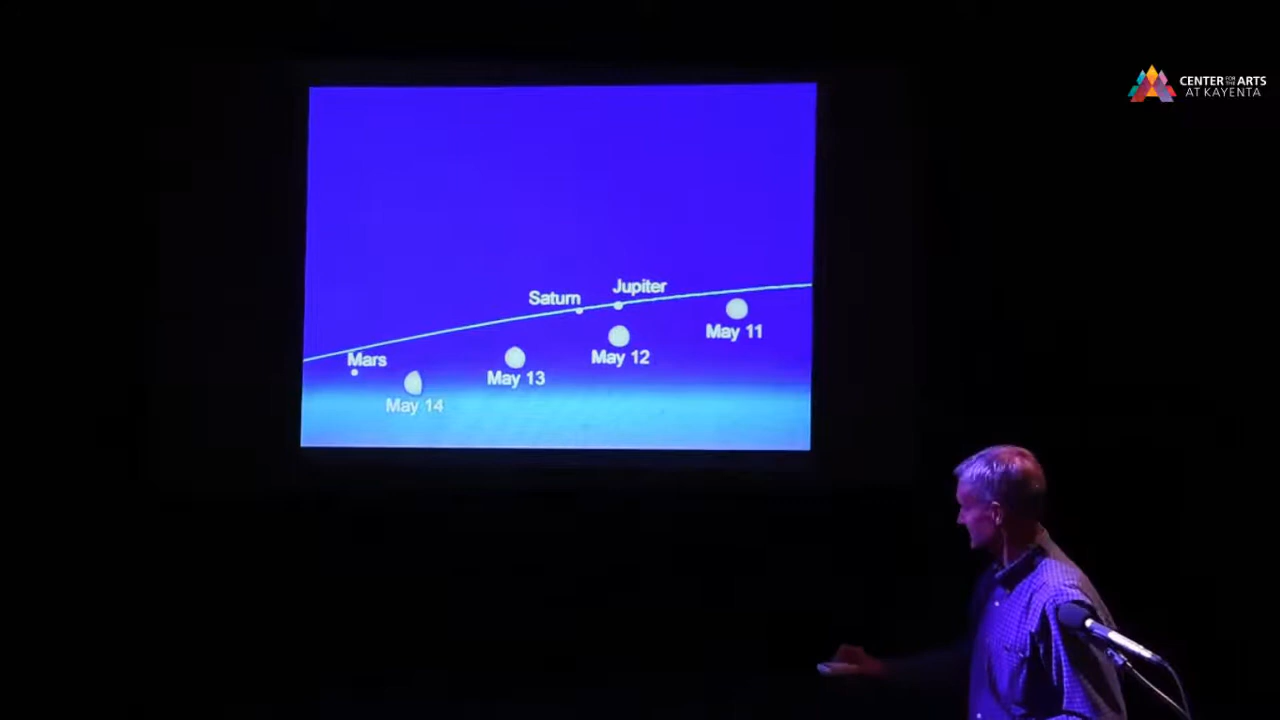 CENTER FOR THE ARTS
AT KAYENTA
Jupiter
Saturn
May 11
Mars
May 12
May 13
May 14